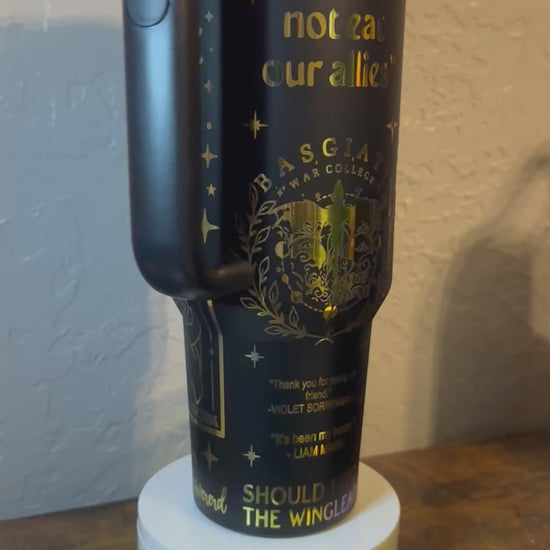 not eat
our allies"
BASGIAT
WAR COLLEGE
"Thank you for being my
friend."
-VIOLET SORRENGAIL
"It's been my honor"
- LIAM MAIRI
SHOULD
THE WINGLEA